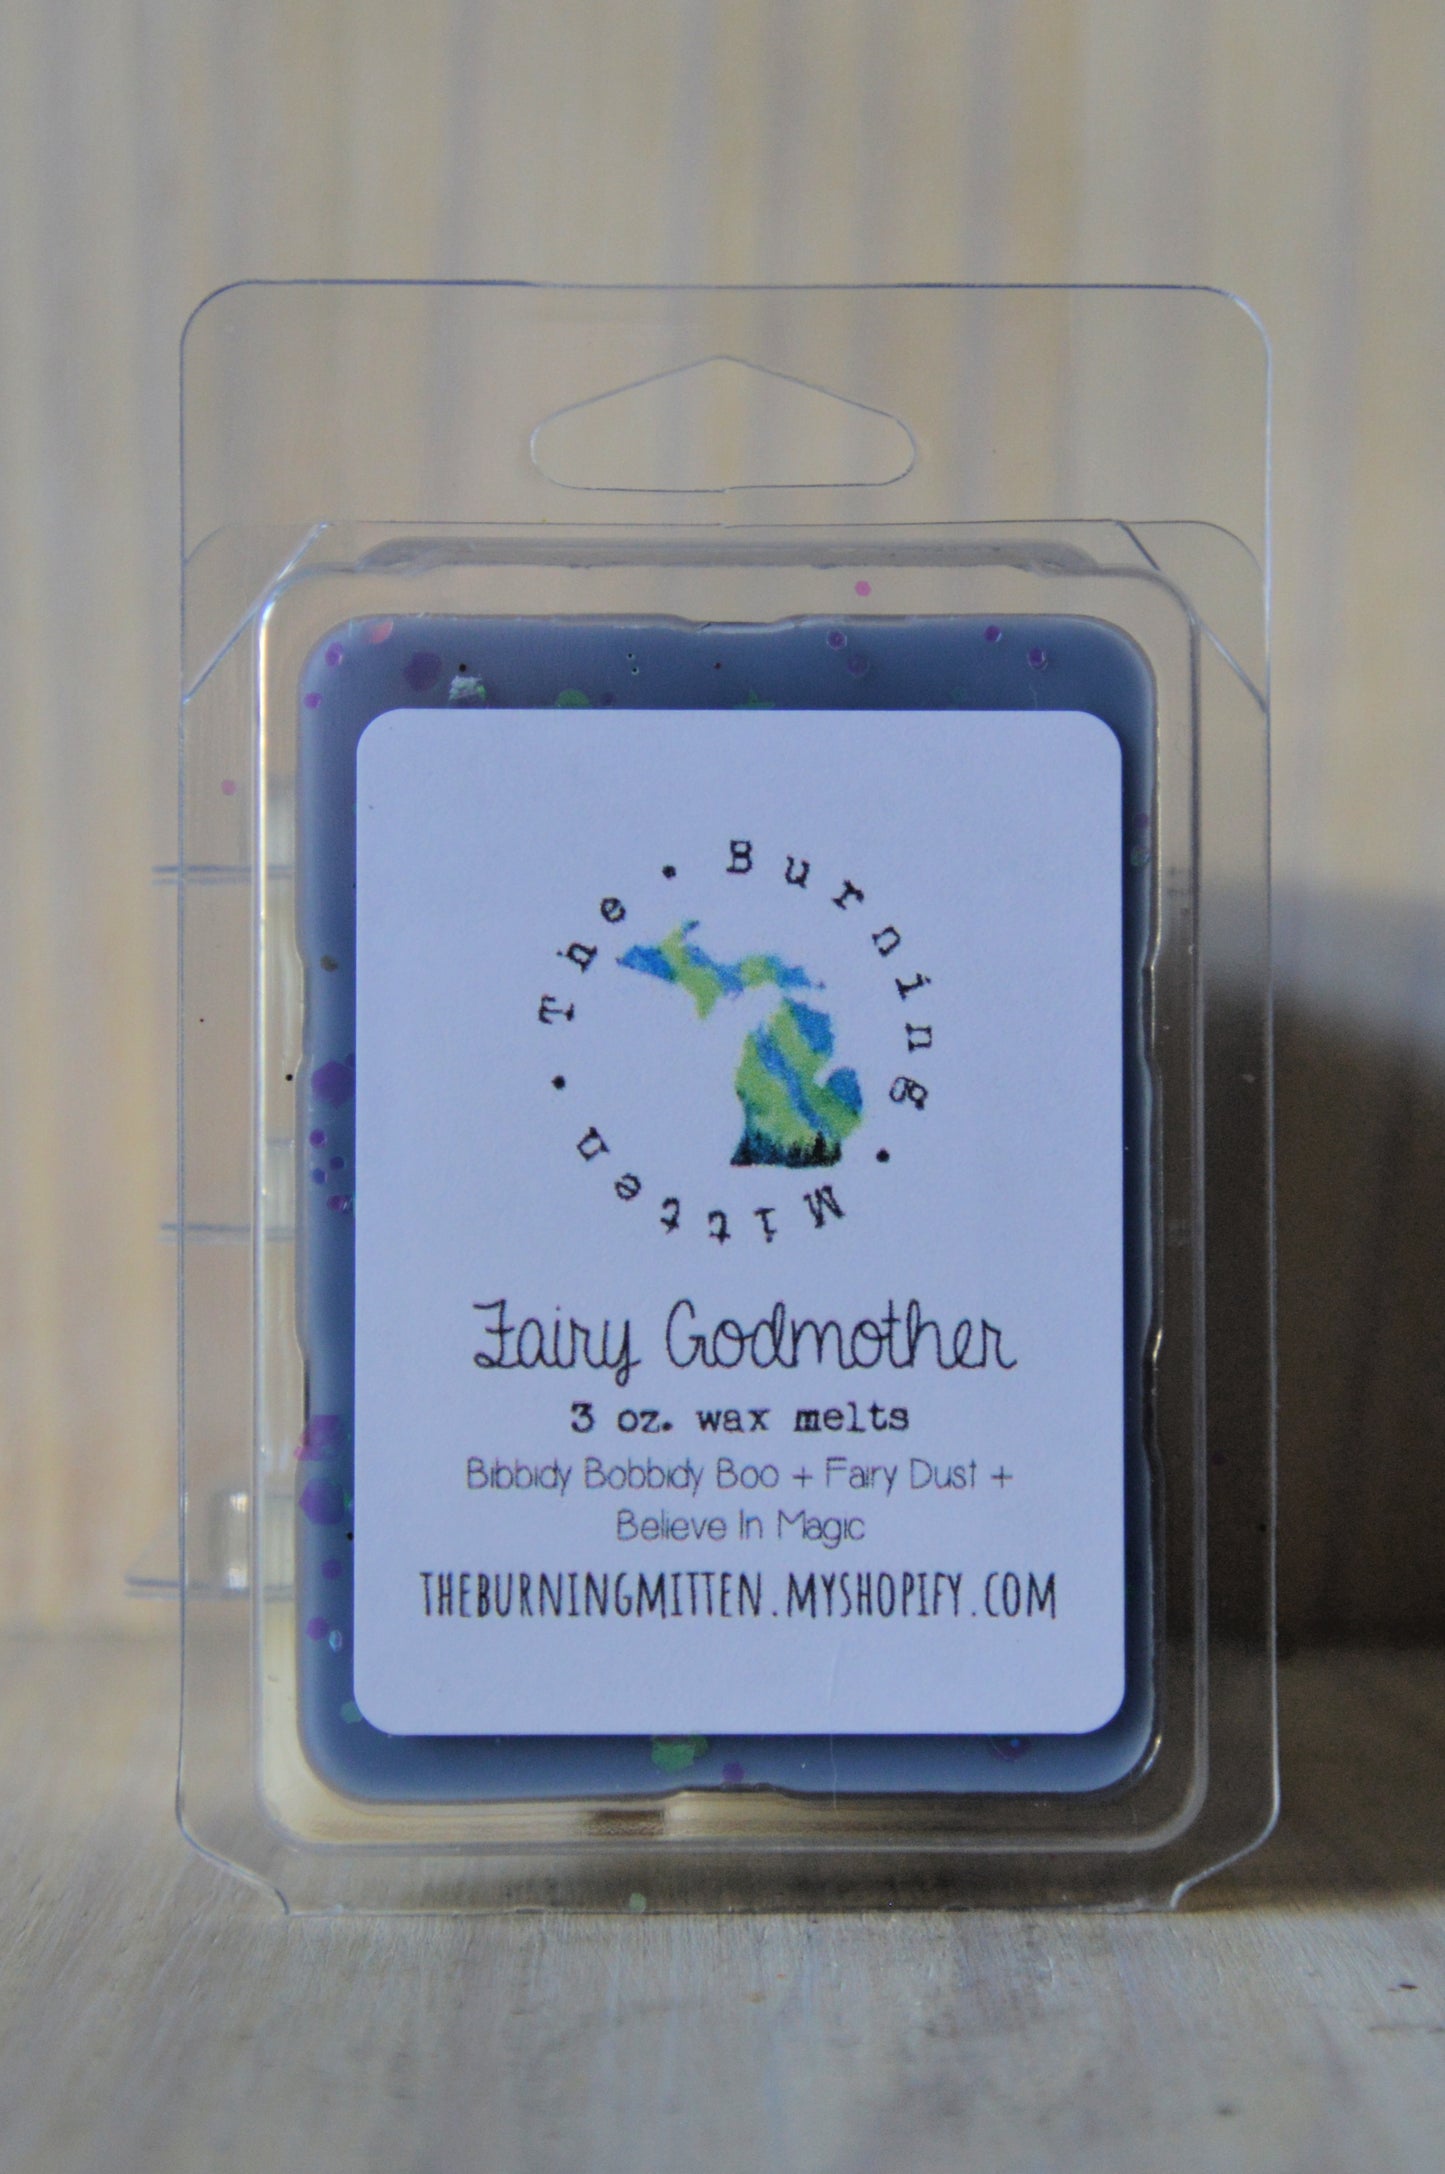 The • Burning • Mitten •
Fairy Godmother
3 oz. wax melts
Bibbidy Bobbidy Boo + Fairy Dust +
Believe In Magic
THEBURNINGMITTEN.MYSHOPIFY.COM